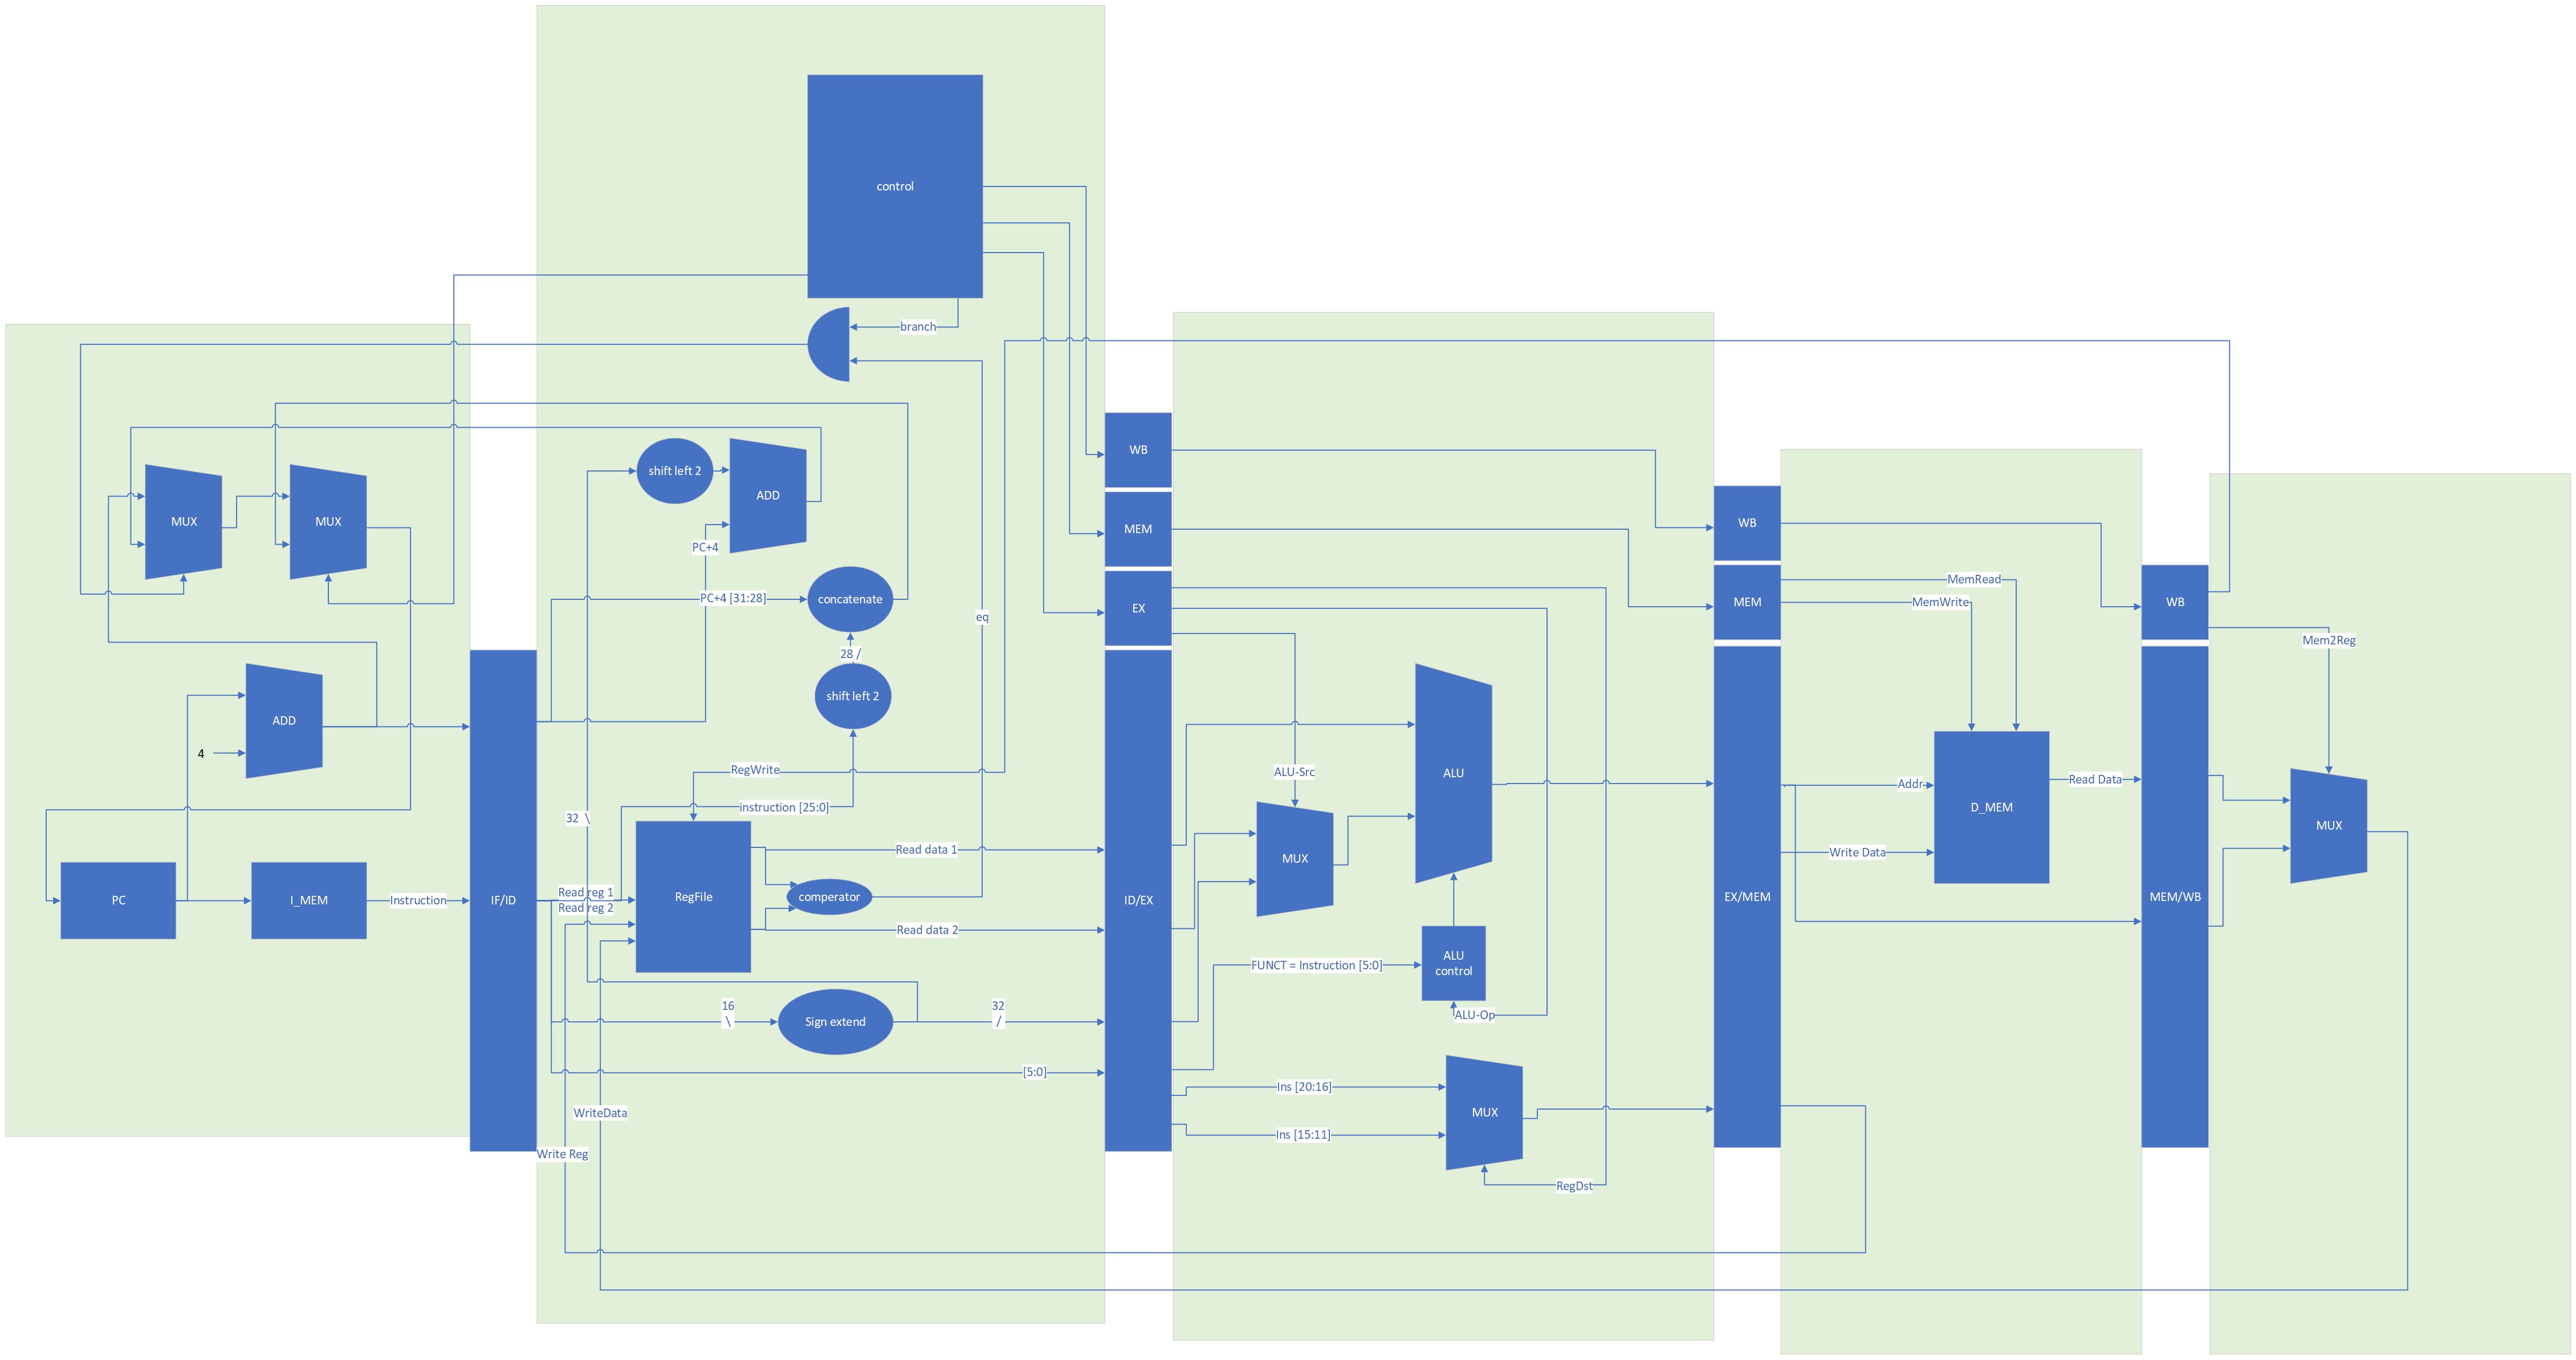 control
branch
WB
shift left 2
ADD
MUX
MUX
WB
MEM
PC+4
MemRead
concatenate
PC+4 [31:28]
EX
MEM
MemWrite
WB
eq
Mem2Reg
28 /
shift left 2
ADD
4
RegWrite
ALU-Src
ALU
Addr
Read Data
instruction [25:0]
D_MEM
32 \
MUX
Read data 1
Write Data
MUX
PC
I_MEM
Instruction
IF/ID
Read reg 1
Read reg 2
RegFile
comperator
ID/EX
EX/MEM
MEM/WB
Read data 2
FUNCT = Instruction [5:0]
ALU
control
16
\
Sign extend
32
/
ALU-Op
[5:0]
Ins [20:16]
WriteData
MUX
Ins [15:11]
Write Reg
RegDst